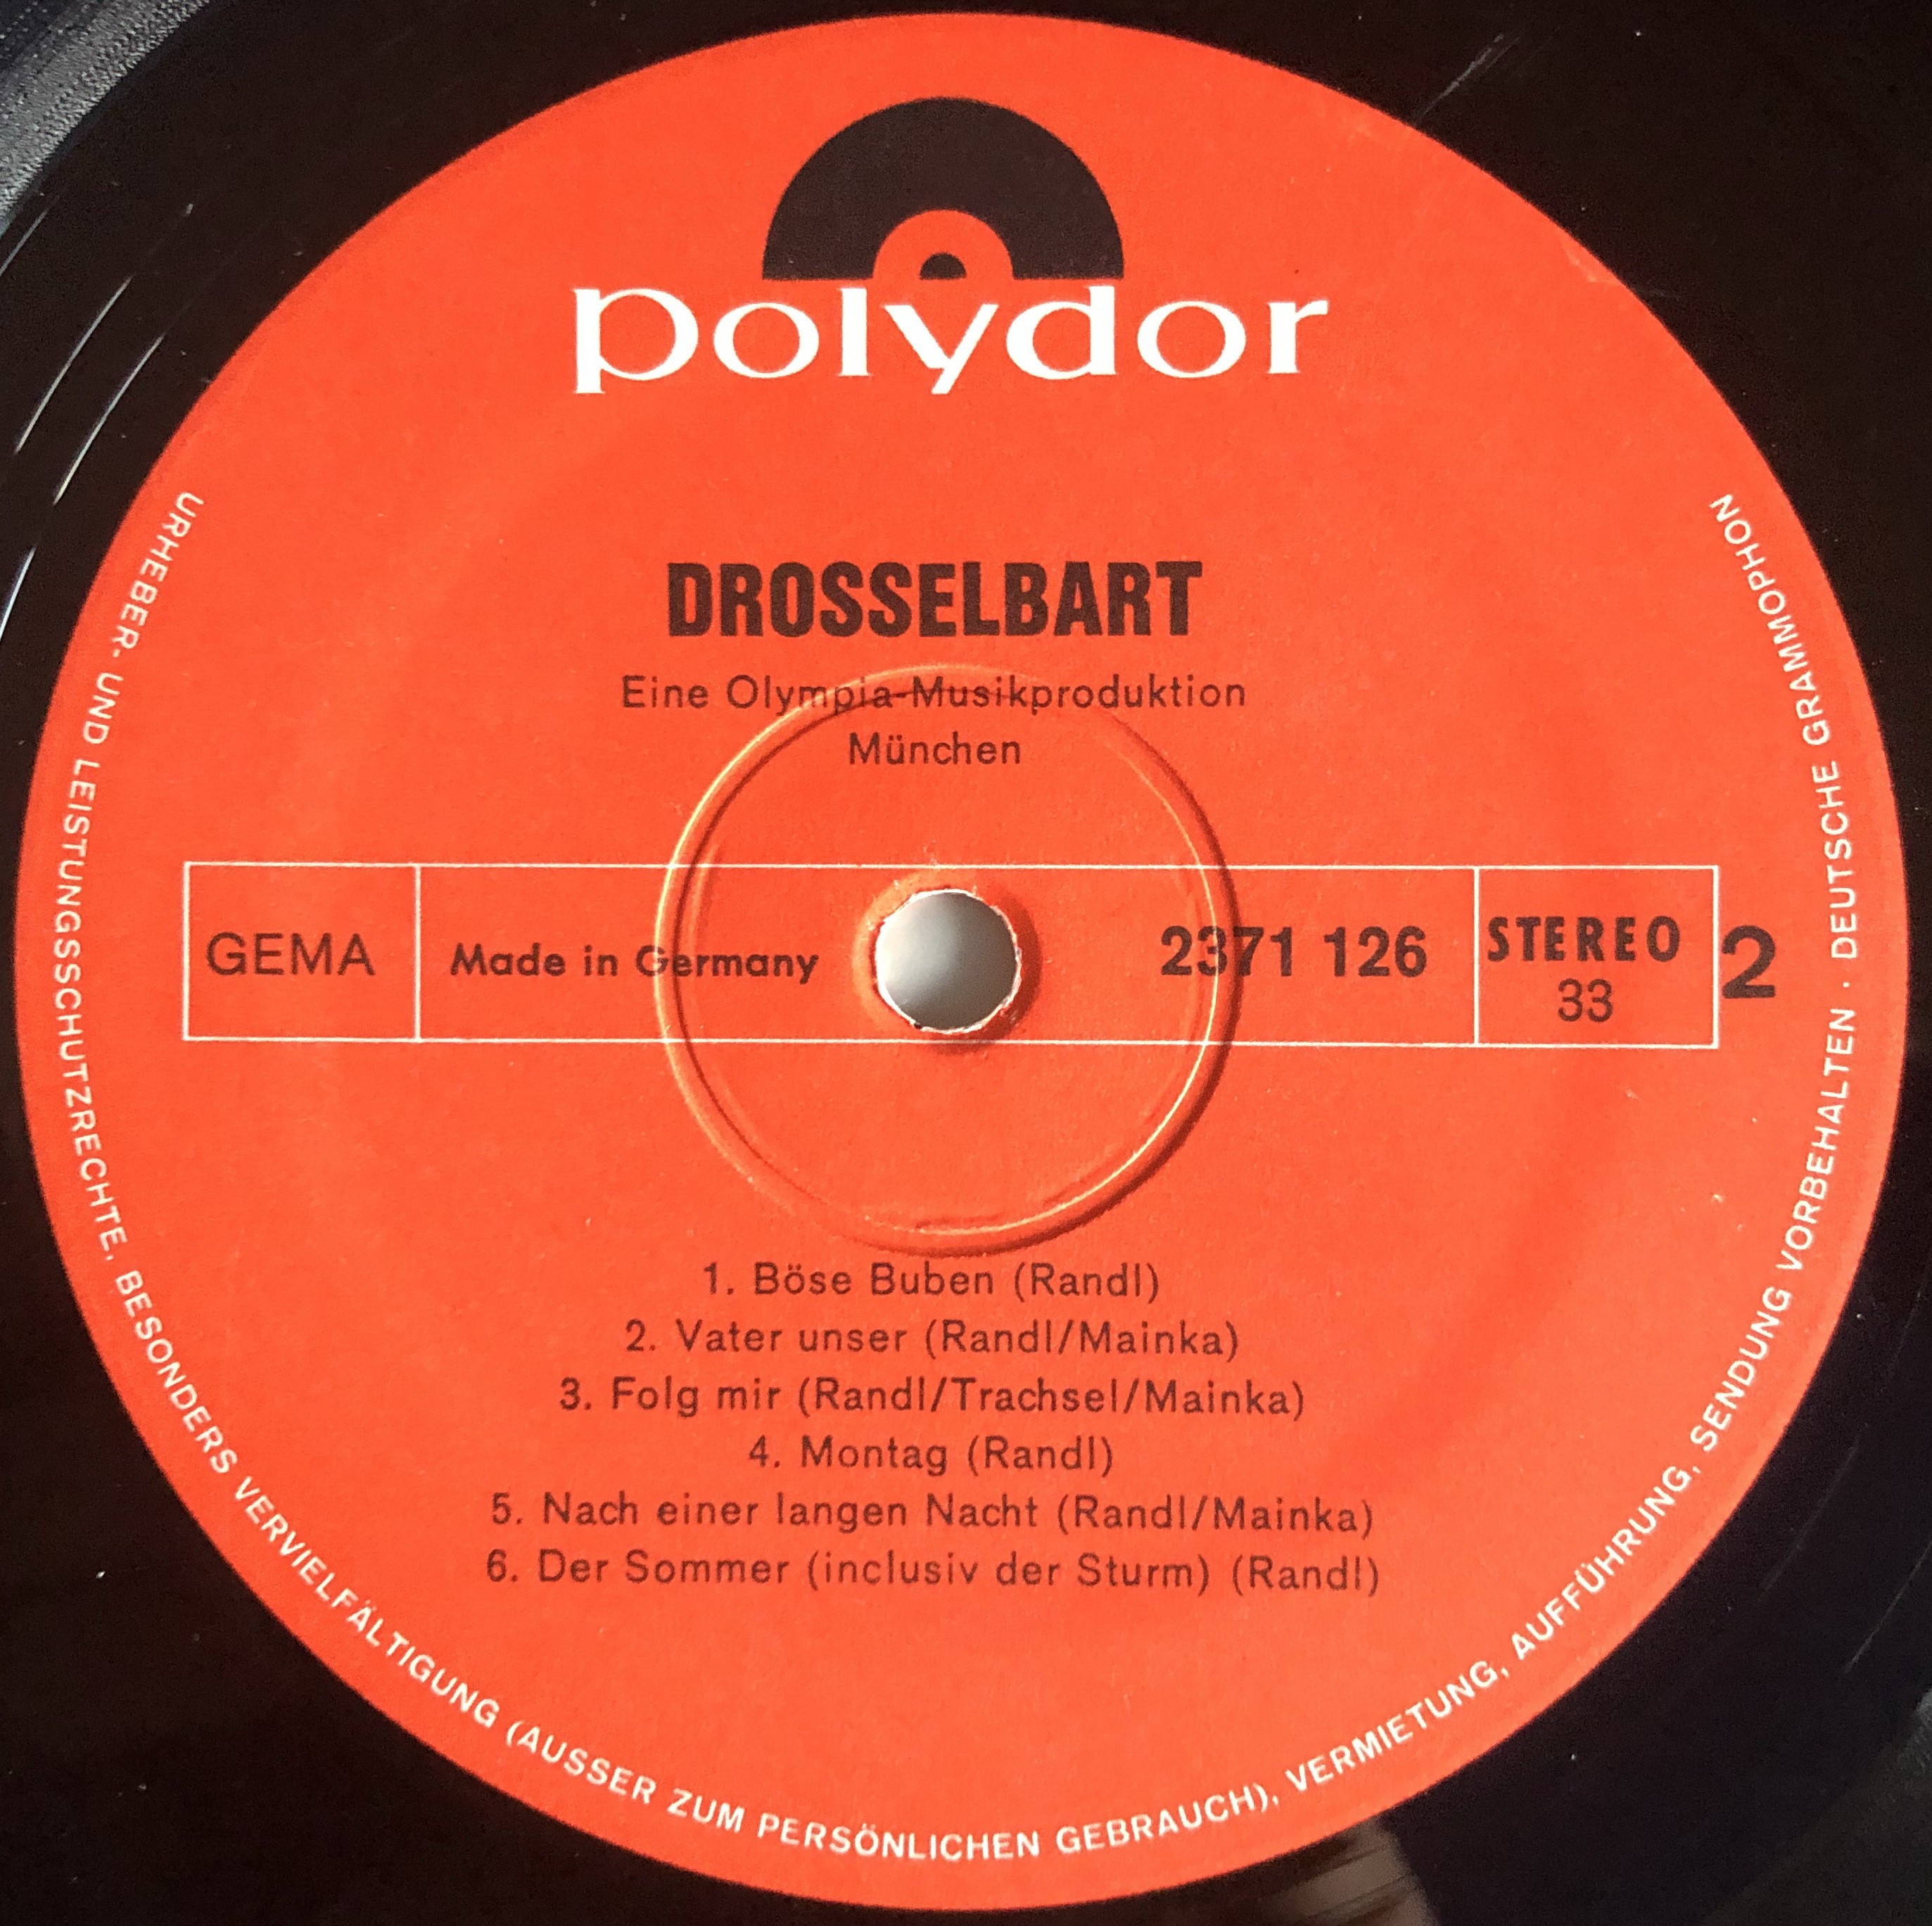 polydor
DROSSELBART
Eine Olympia-Musikproduktion
München
GEMA
Made in Germany
2371 126
STEREO
33
2
1. Böse Buben (Randl)
2. Vater unser (Randl/Mainka)
3. Folg mir (Randl/Trachsel/Mainka)
4. Montag (Randl)
5. Nach einer langen Nacht (Randl/Mainka)
6. Der Sommer (inclusiv der Sturm) (Randl)
URHEBER- UND LEISTUNGSSCHUTZRECHTE, BESONDERS VERVIELFÄLTIGUNG (AUSSER ZUM PERSÖNLICHEN GEBRAUCH), VERMIETUNG, AUFFÜHRUNG, SENDUNG VORBEHALTEN · DEUTSCHE GRAMMOPHON